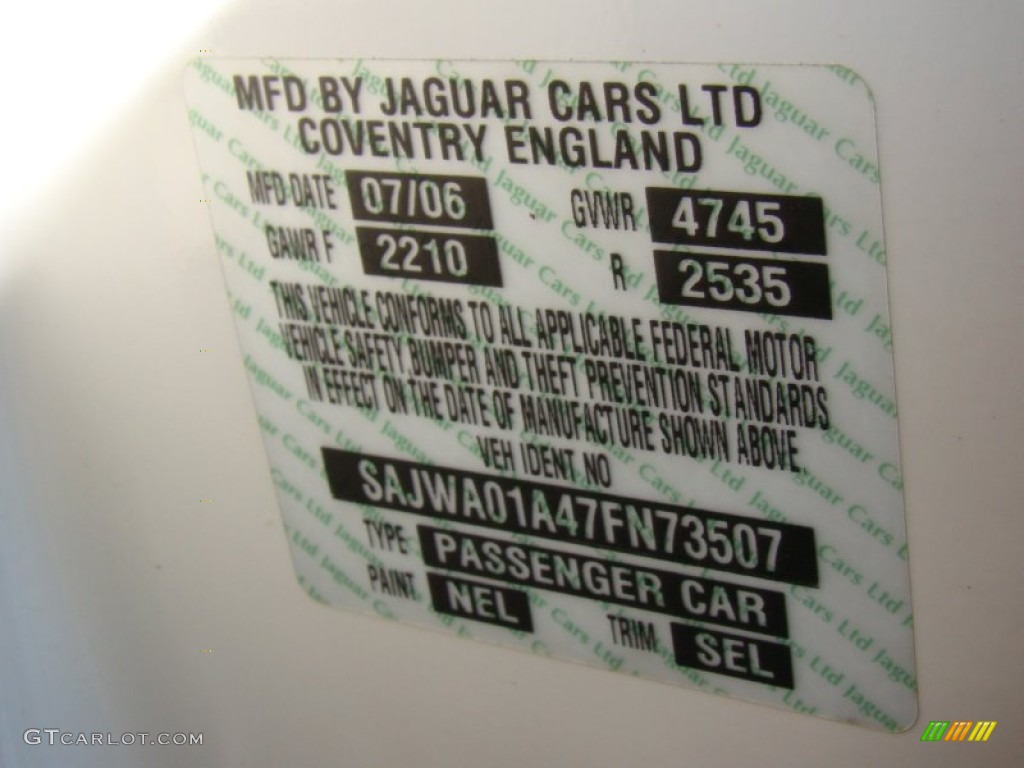 MFD BY JAGUAR CARS LTD
COVENTRY ENGLAND
MFD DATE 07/06 GVWR 4745
GAWR F 2210 R 2535
THIS VEHICLE CONFORMS TO ALL APPLICABLE FEDERAL MOTOR
VEHICLE SAFETY, BUMPER AND THEFT PREVENTION STANDARDS
IN EFFECT ON THE DATE OF MANUFACTURE SHOWN ABOVE.
VEH IDENT NO
SAJWA01A47FN73507
TYPE PASSENGER CAR
PAINT NEL TRIM SEL
GTCARLOT.COM